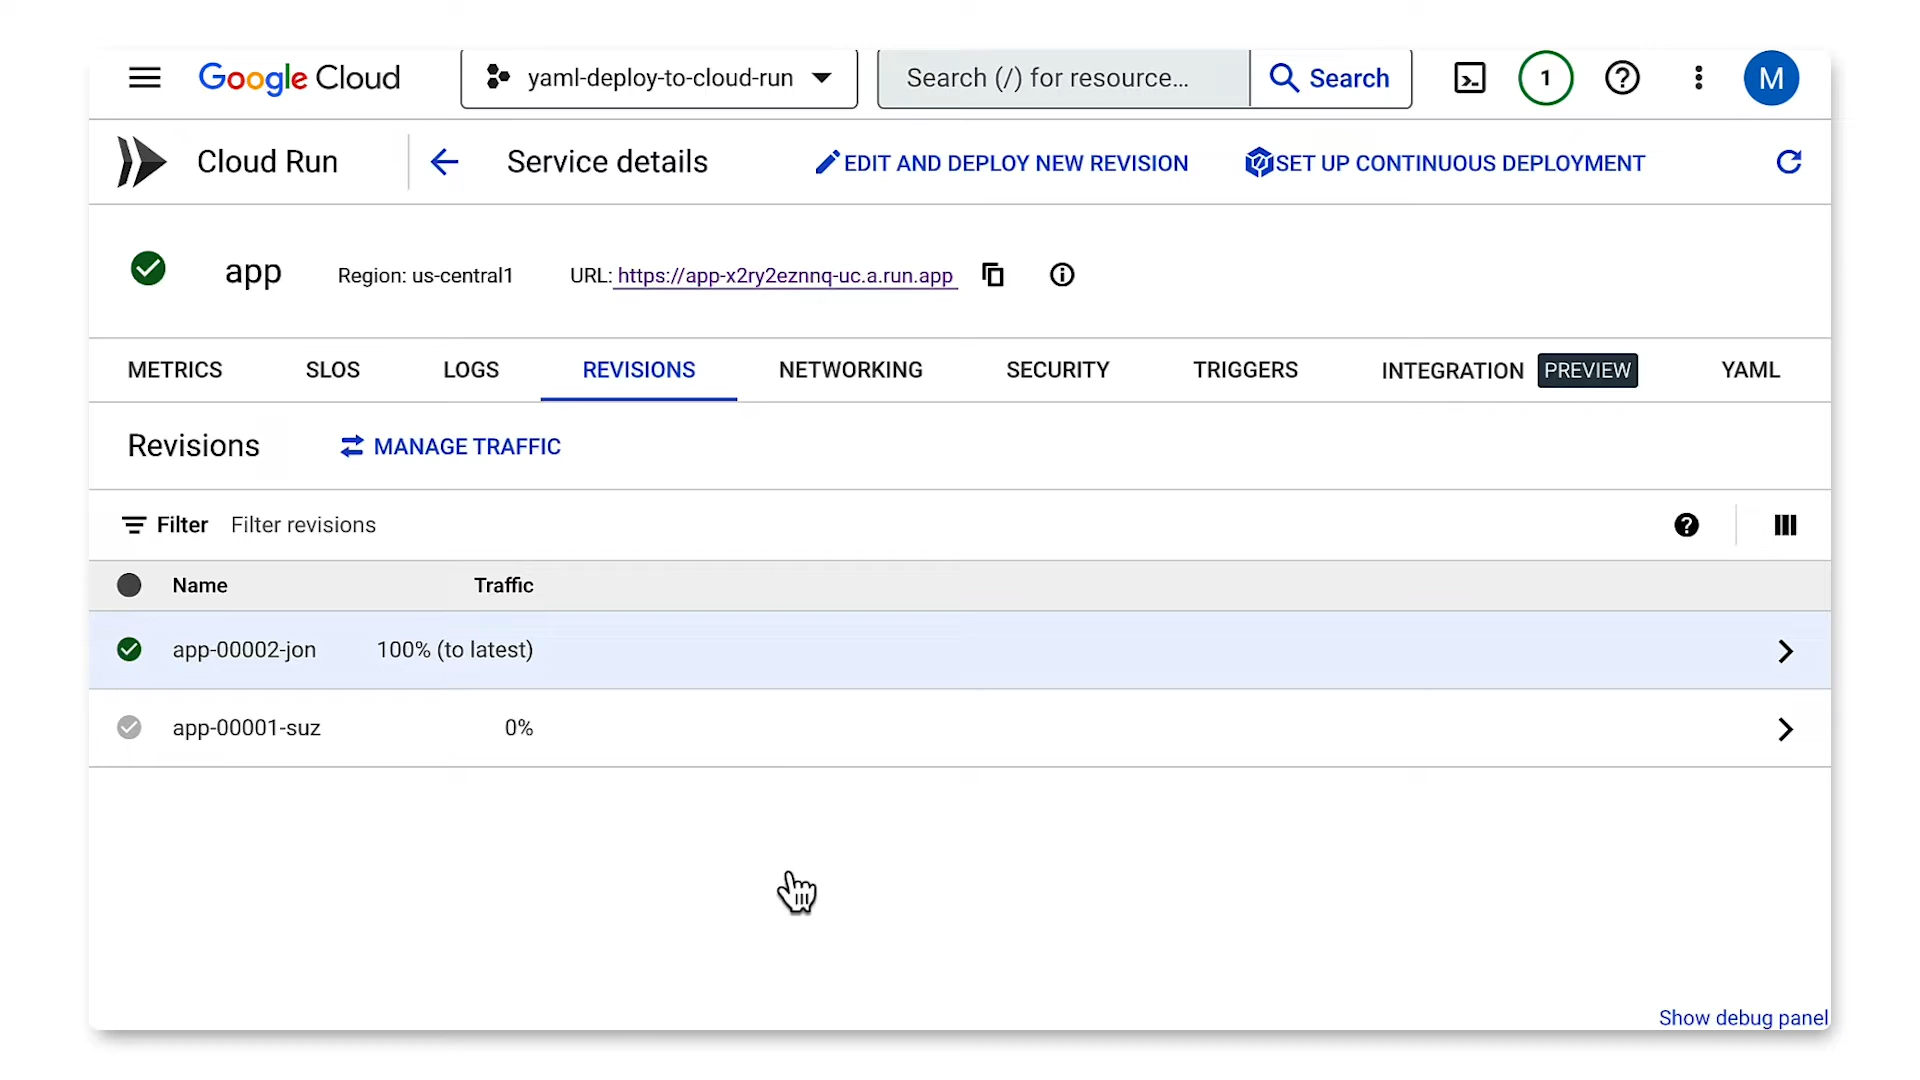 Google Cloud
yaml-deploy-to-cloud-run
Search (/) for resource...
Search
1
M
Cloud Run
Service details
EDIT AND DEPLOY NEW REVISION
SET UP CONTINUOUS DEPLOYMENT
app
Region: us-central1
URL: https://app-x2ry2eznnq-uc.a.run.app
METRICS
SLOS
LOGS
REVISIONS
NETWORKING
SECURITY
TRIGGERS
INTEGRATION PREVIEW
YAML
Revisions
MANAGE TRAFFIC
Filter Filter revisions
Name Traffic
app-00002-jon 100% (to latest)
app-00001-suz 0%
Show debug panel